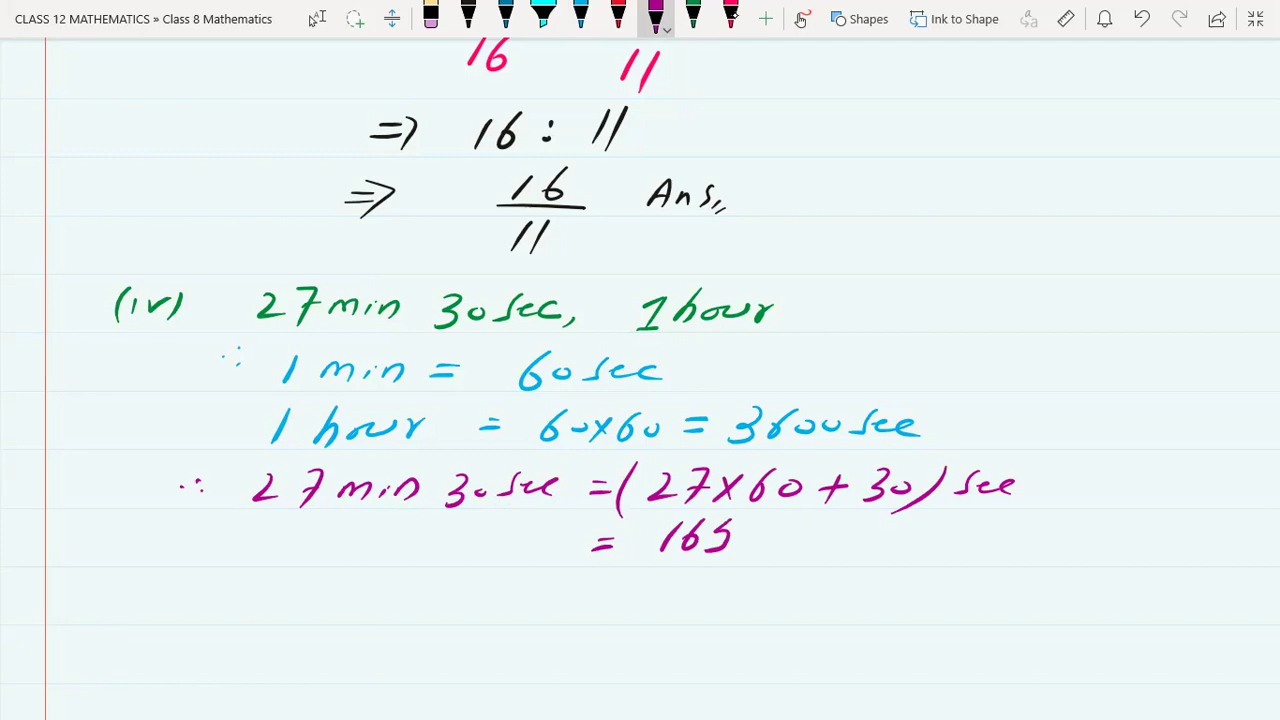 CLASS 12 MATHEMATICS » Class 8 Mathematics
Shapes
Ink to Shape
16 11
=> 16 : 11
=> 16/11 Ans,,
(iv) 27 min 30 sec, 1 hour
∵ 1 min = 60 sec
1 hour = 60×60 = 3600 sec
∴ 27 min 30 sec = (27×60 + 30) sec
= 165